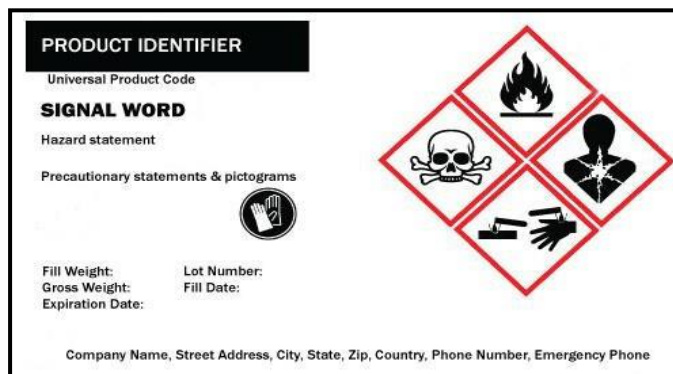 PRODUCT IDENTIFIER
Universal Product Code
SIGNAL WORD
Hazard statement
Precautionary statements & pictograms
Fill Weight: Lot Number:
Gross Weight: Fill Date:
Expiration Date:
Company Name, Street Address, City, State, Zip, Country, Phone Number, Emergency Phone